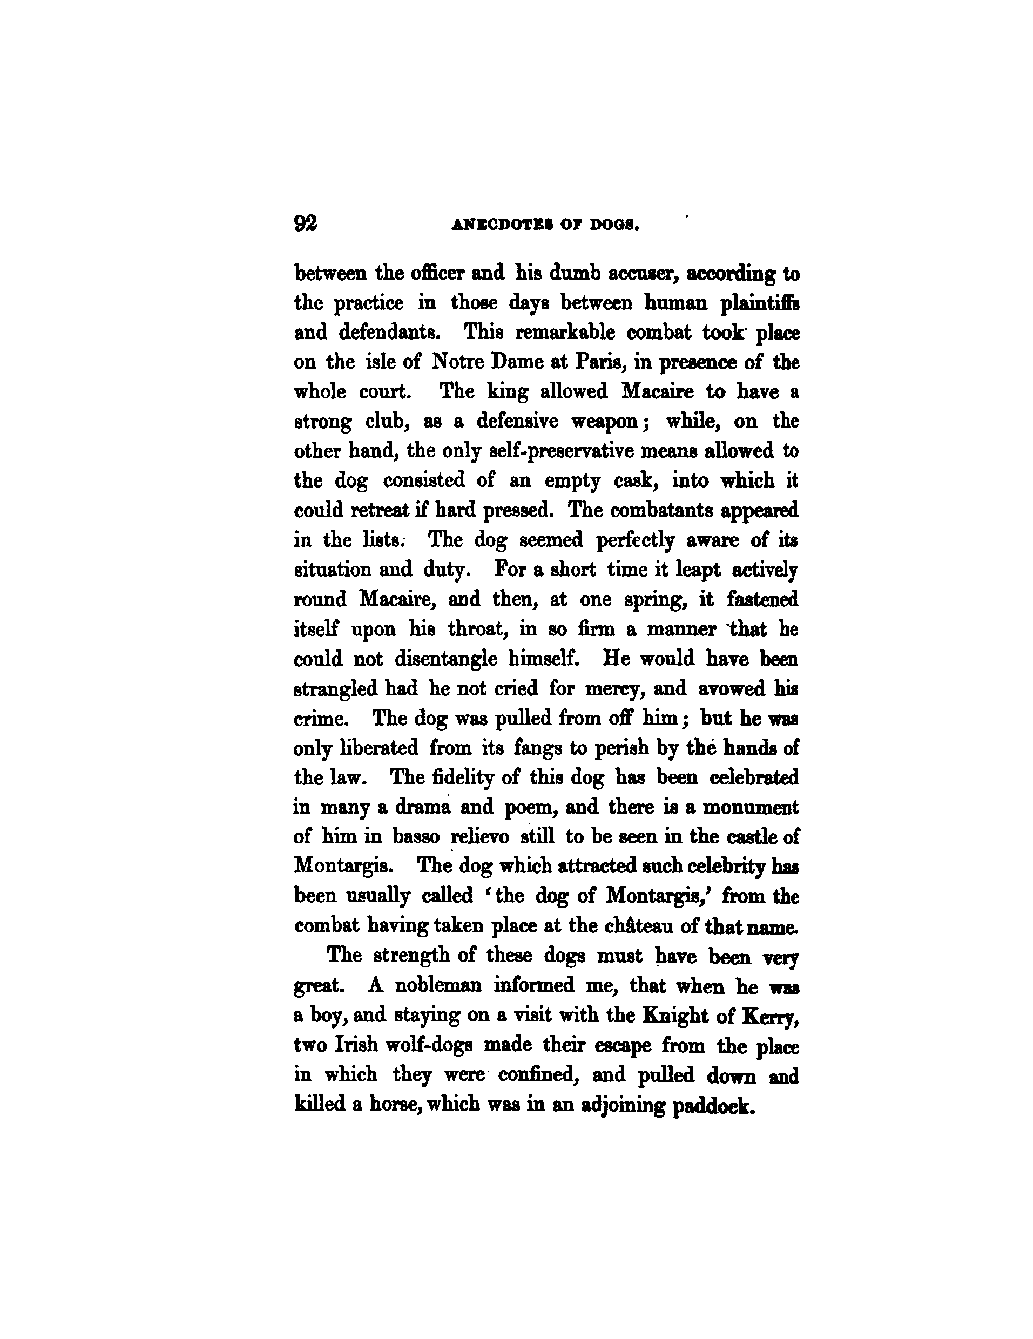 92 ANECDOTES OF DOGS.
between the officer and his dumb accuser, according to
the practice in those days between human plaintiffs
and defendants. This remarkable combat took place
on the isle of Notre Dame at Paris, in presence of the
whole court. The king allowed Macaire to have a
strong club, as a defensive weapon; while, on the
other hand, the only self-preservative means allowed to
the dog consisted of an empty cask, into which it
could retreat if hard pressed. The combatants appeared
in the lists. The dog seemed perfectly aware of its
situation and duty. For a short time it leapt actively
round Macaire, and then, at one spring, it fastened
itself upon his throat, in so firm a manner that he
could not disentangle himself. He would have been
strangled had he not cried for mercy, and avowed his
crime. The dog was pulled from off him; but he was
only liberated from its fangs to perish by the hands of
the law. The fidelity of this dog has been celebrated
in many a drama and poem, and there is a monument
of him in basso relievo still to be seen in the castle of
Montargis. The dog which attracted such celebrity has
been usually called ‘the dog of Montargis,’ from the
combat having taken place at the château of that name.
The strength of these dogs must have been very
great. A nobleman informed me, that when he was
a boy, and staying on a visit with the Knight of Kerry,
two Irish wolf-dogs made their escape from the place
in which they were confined, and pulled down and
killed a horse, which was in an adjoining paddock.